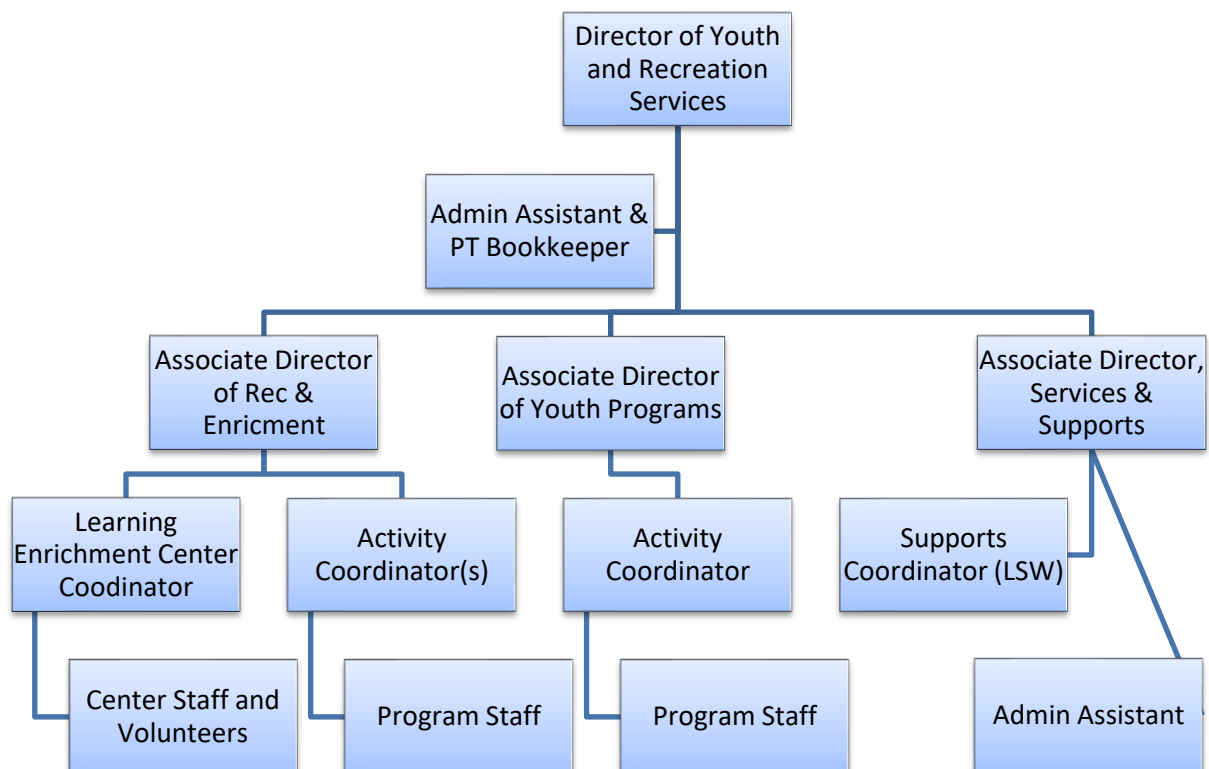 Director of Youth
and Recreation
Services
Admin Assistant &
PT Bookkeeper
Associate Director
of Rec &
Enricment
Associate Director
of Youth Programs
Associate Director,
Services &
Supports
Learning
Enrichment Center
Coodinator
Activity
Coordinator(s)
Activity
Coordinator
Supports
Coordinator (LSW)
Center Staff and
Volunteers
Program Staff
Program Staff
Admin Assistant